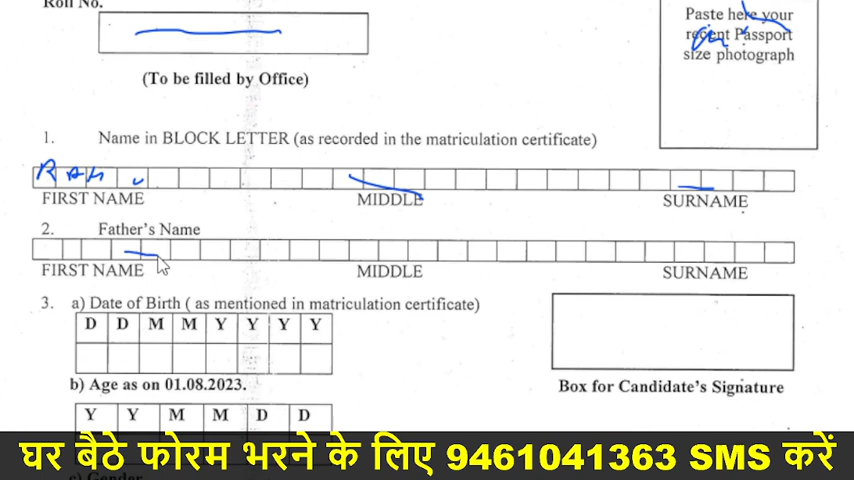 Roll No.
Paste here your
recent Passport
size photograph
(To be filled by Office)
1. Name in BLOCK LETTER (as recorded in the matriculation certificate)
RAM
FIRST NAME MIDDLE SURNAME
2. Father's Name
FIRST NAME MIDDLE SURNAME
3. a) Date of Birth ( as mentioned in matriculation certificate)
D D M M Y Y Y Y
b) Age as on 01.08.2023.
Box for Candidate's Signature
Y Y M M D D
घर बैठे फोरम भरने के लिए 9461041363 SMS करें
c) Gender